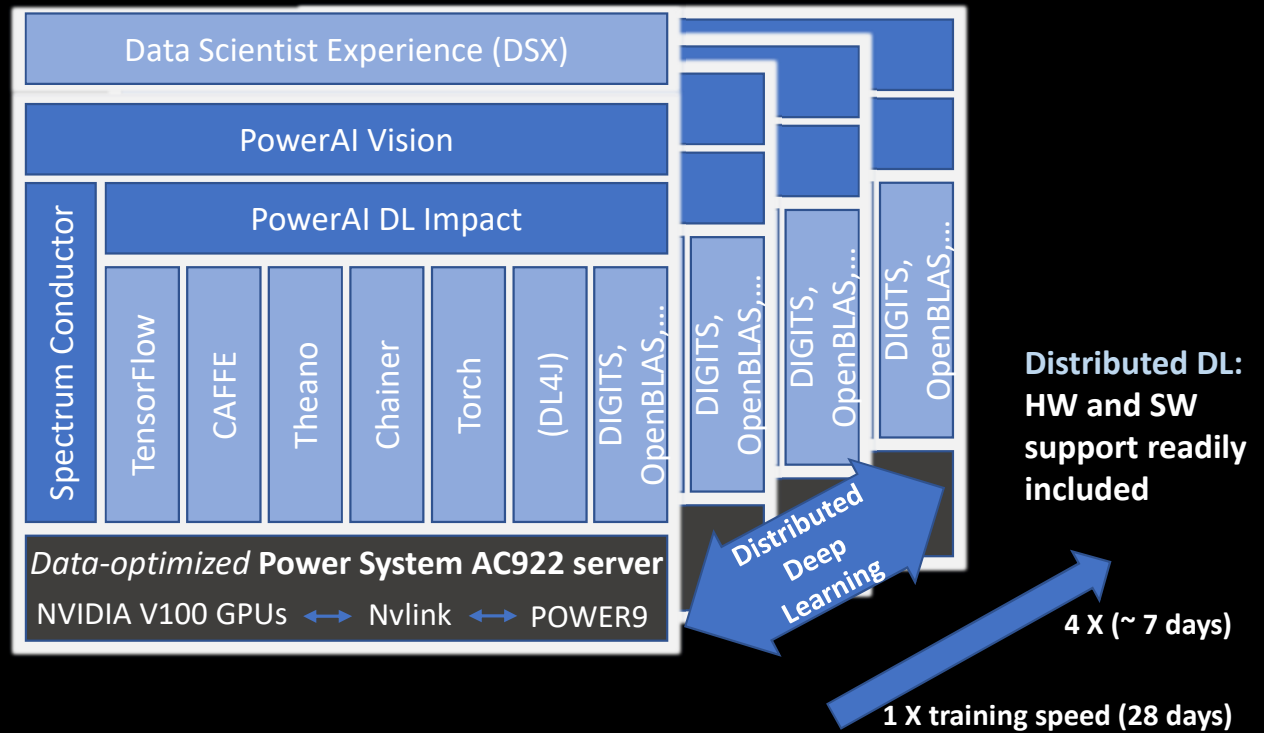 Data Scientist Experience (DSX)
PowerAI Vision
Spectrum Conductor
PowerAI DL Impact
TensorFlow
CAFFE
Theano
Chainer
Torch
(DL4J)
DIGITS,
OpenBLAS,...
DIGITS,
OpenBLAS,...
DIGITS,
OpenBLAS,...
DIGITS,
OpenBLAS,...
Data-optimized Power System AC922 server
NVIDIA V100 GPUs Nvlink POWER9
Distributed
Deep
Learning
Distributed DL:
HW and SW
support readily
included
4 X (~ 7 days)
1 X training speed (28 days)